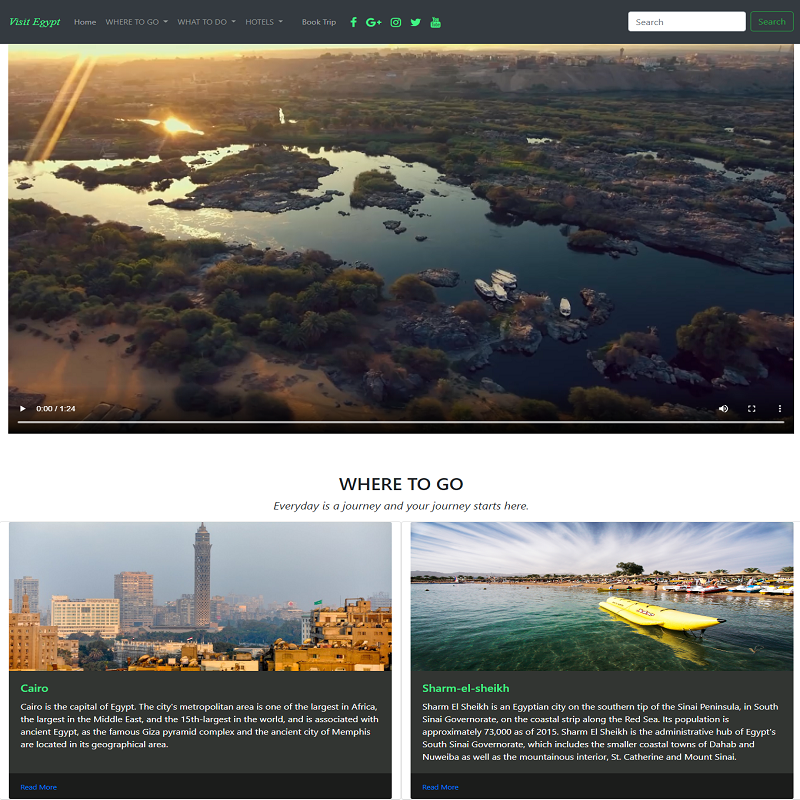 Visit Egypt Home WHERE TO GO WHAT TO DO HOTELS Book Trip Search Search
0:00 / 1:24
WHERE TO GO
Everyday is a journey and your journey starts here.
Cairo
Cairo is the capital of Egypt. The city's metropolitan area is one of the largest in Africa,
the largest in the Middle East, and the 15th-largest in the world, and is associated with
ancient Egypt, as the famous Giza pyramid complex and the ancient city of Memphis
are located in its geographical area.
Read More
Sharm-el-sheikh
Sharm El Sheikh is an Egyptian city on the southern tip of the Sinai Peninsula, in South
Sinai Governorate, on the coastal strip along the Red Sea. Its population is
approximately 73,000 as of 2015. Sharm El Sheikh is the administrative hub of Egypt's
South Sinai Governorate, which includes the smaller coastal towns of Dahab and
Nuweiba as well as the mountainous interior, St. Catherine and Mount Sinai.
Read More